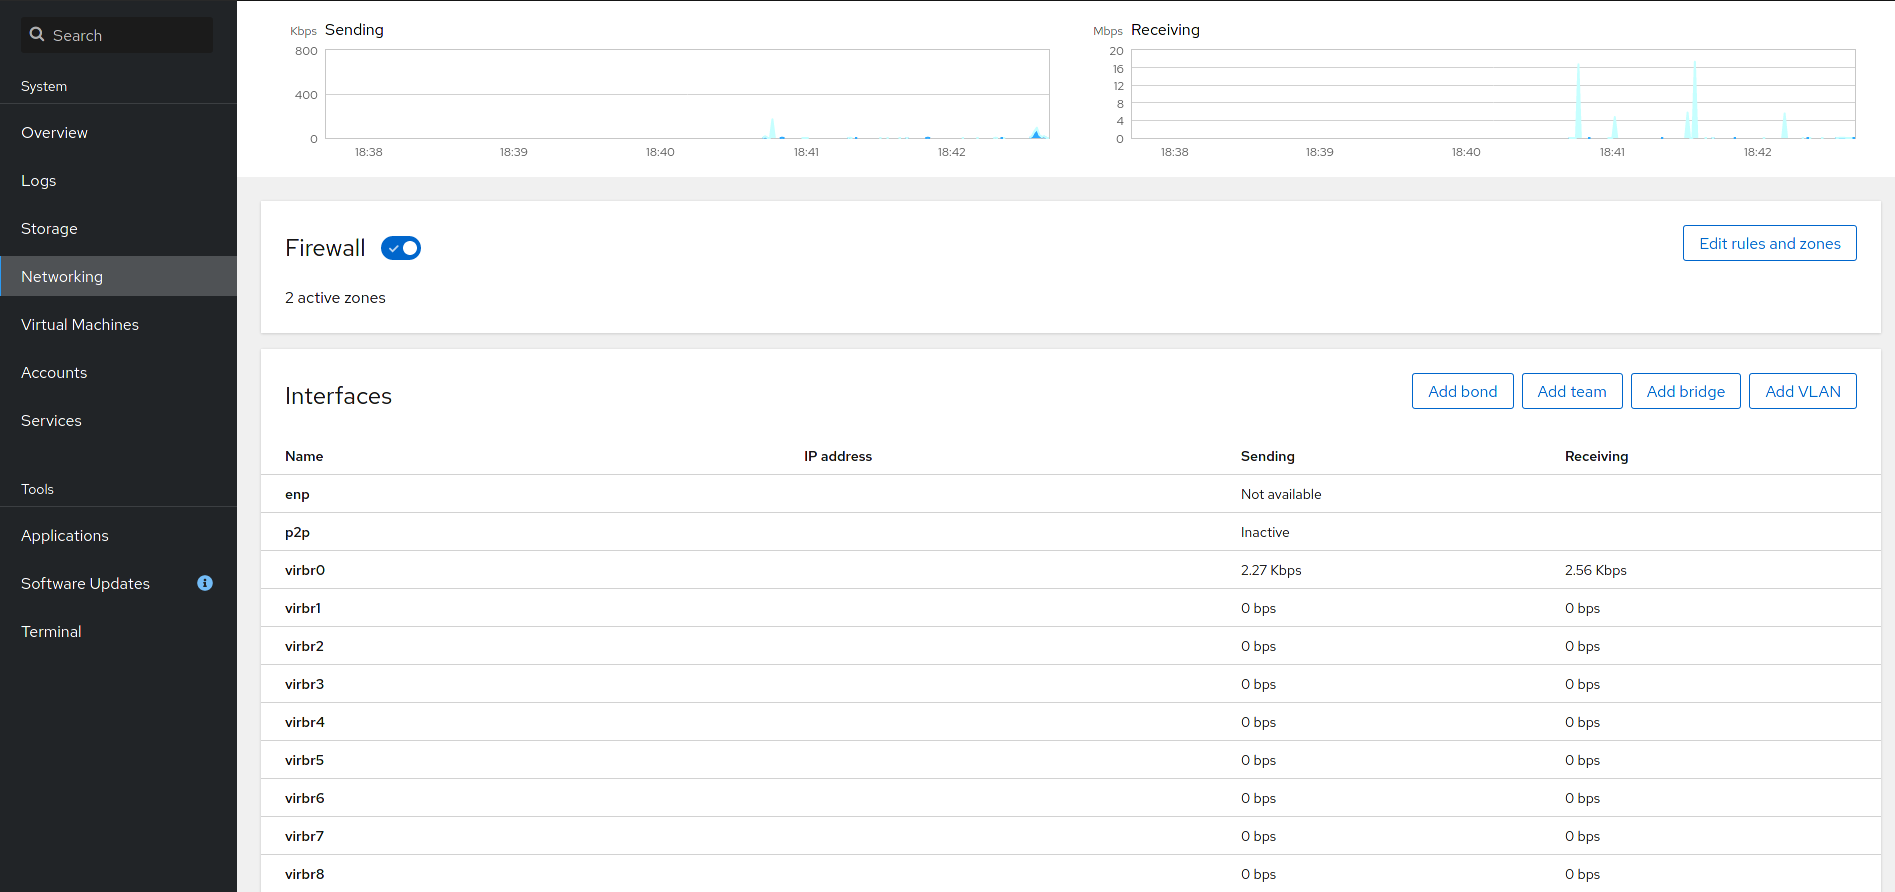 Search
System
Overview
Logs
Storage
Networking
Virtual Machines
Accounts
Services
Tools
Applications
Software Updates
Terminal
Kbps Sending
800
400
0
18:38 18:39 18:40 18:41 18:42
Mbps Receiving
20
16
12
8
4
0
18:38 18:39 18:40 18:41 18:42
Firewall
Edit rules and zones
2 active zones
Interfaces
Add bond Add team Add bridge Add VLAN
Name IP address Sending Receiving
enp Not available
p2p Inactive
virbr0 2.27 Kbps 2.56 Kbps
virbr1 0 bps 0 bps
virbr2 0 bps 0 bps
virbr3 0 bps 0 bps
virbr4 0 bps 0 bps
virbr5 0 bps 0 bps
virbr6 0 bps 0 bps
virbr7 0 bps 0 bps
virbr8 0 bps 0 bps